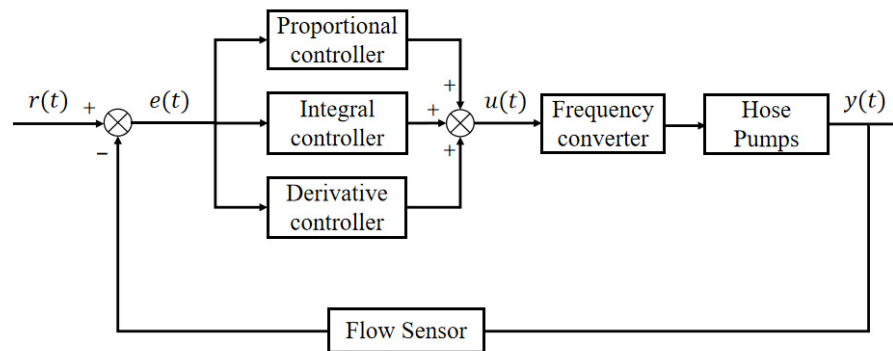 Proportional
controller
r(t)
+
−
e(t)
Integral
controller
+
+
+
u(t)
Frequency
converter
Hose
Pumps
y(t)
Derivative
controller
Flow Sensor